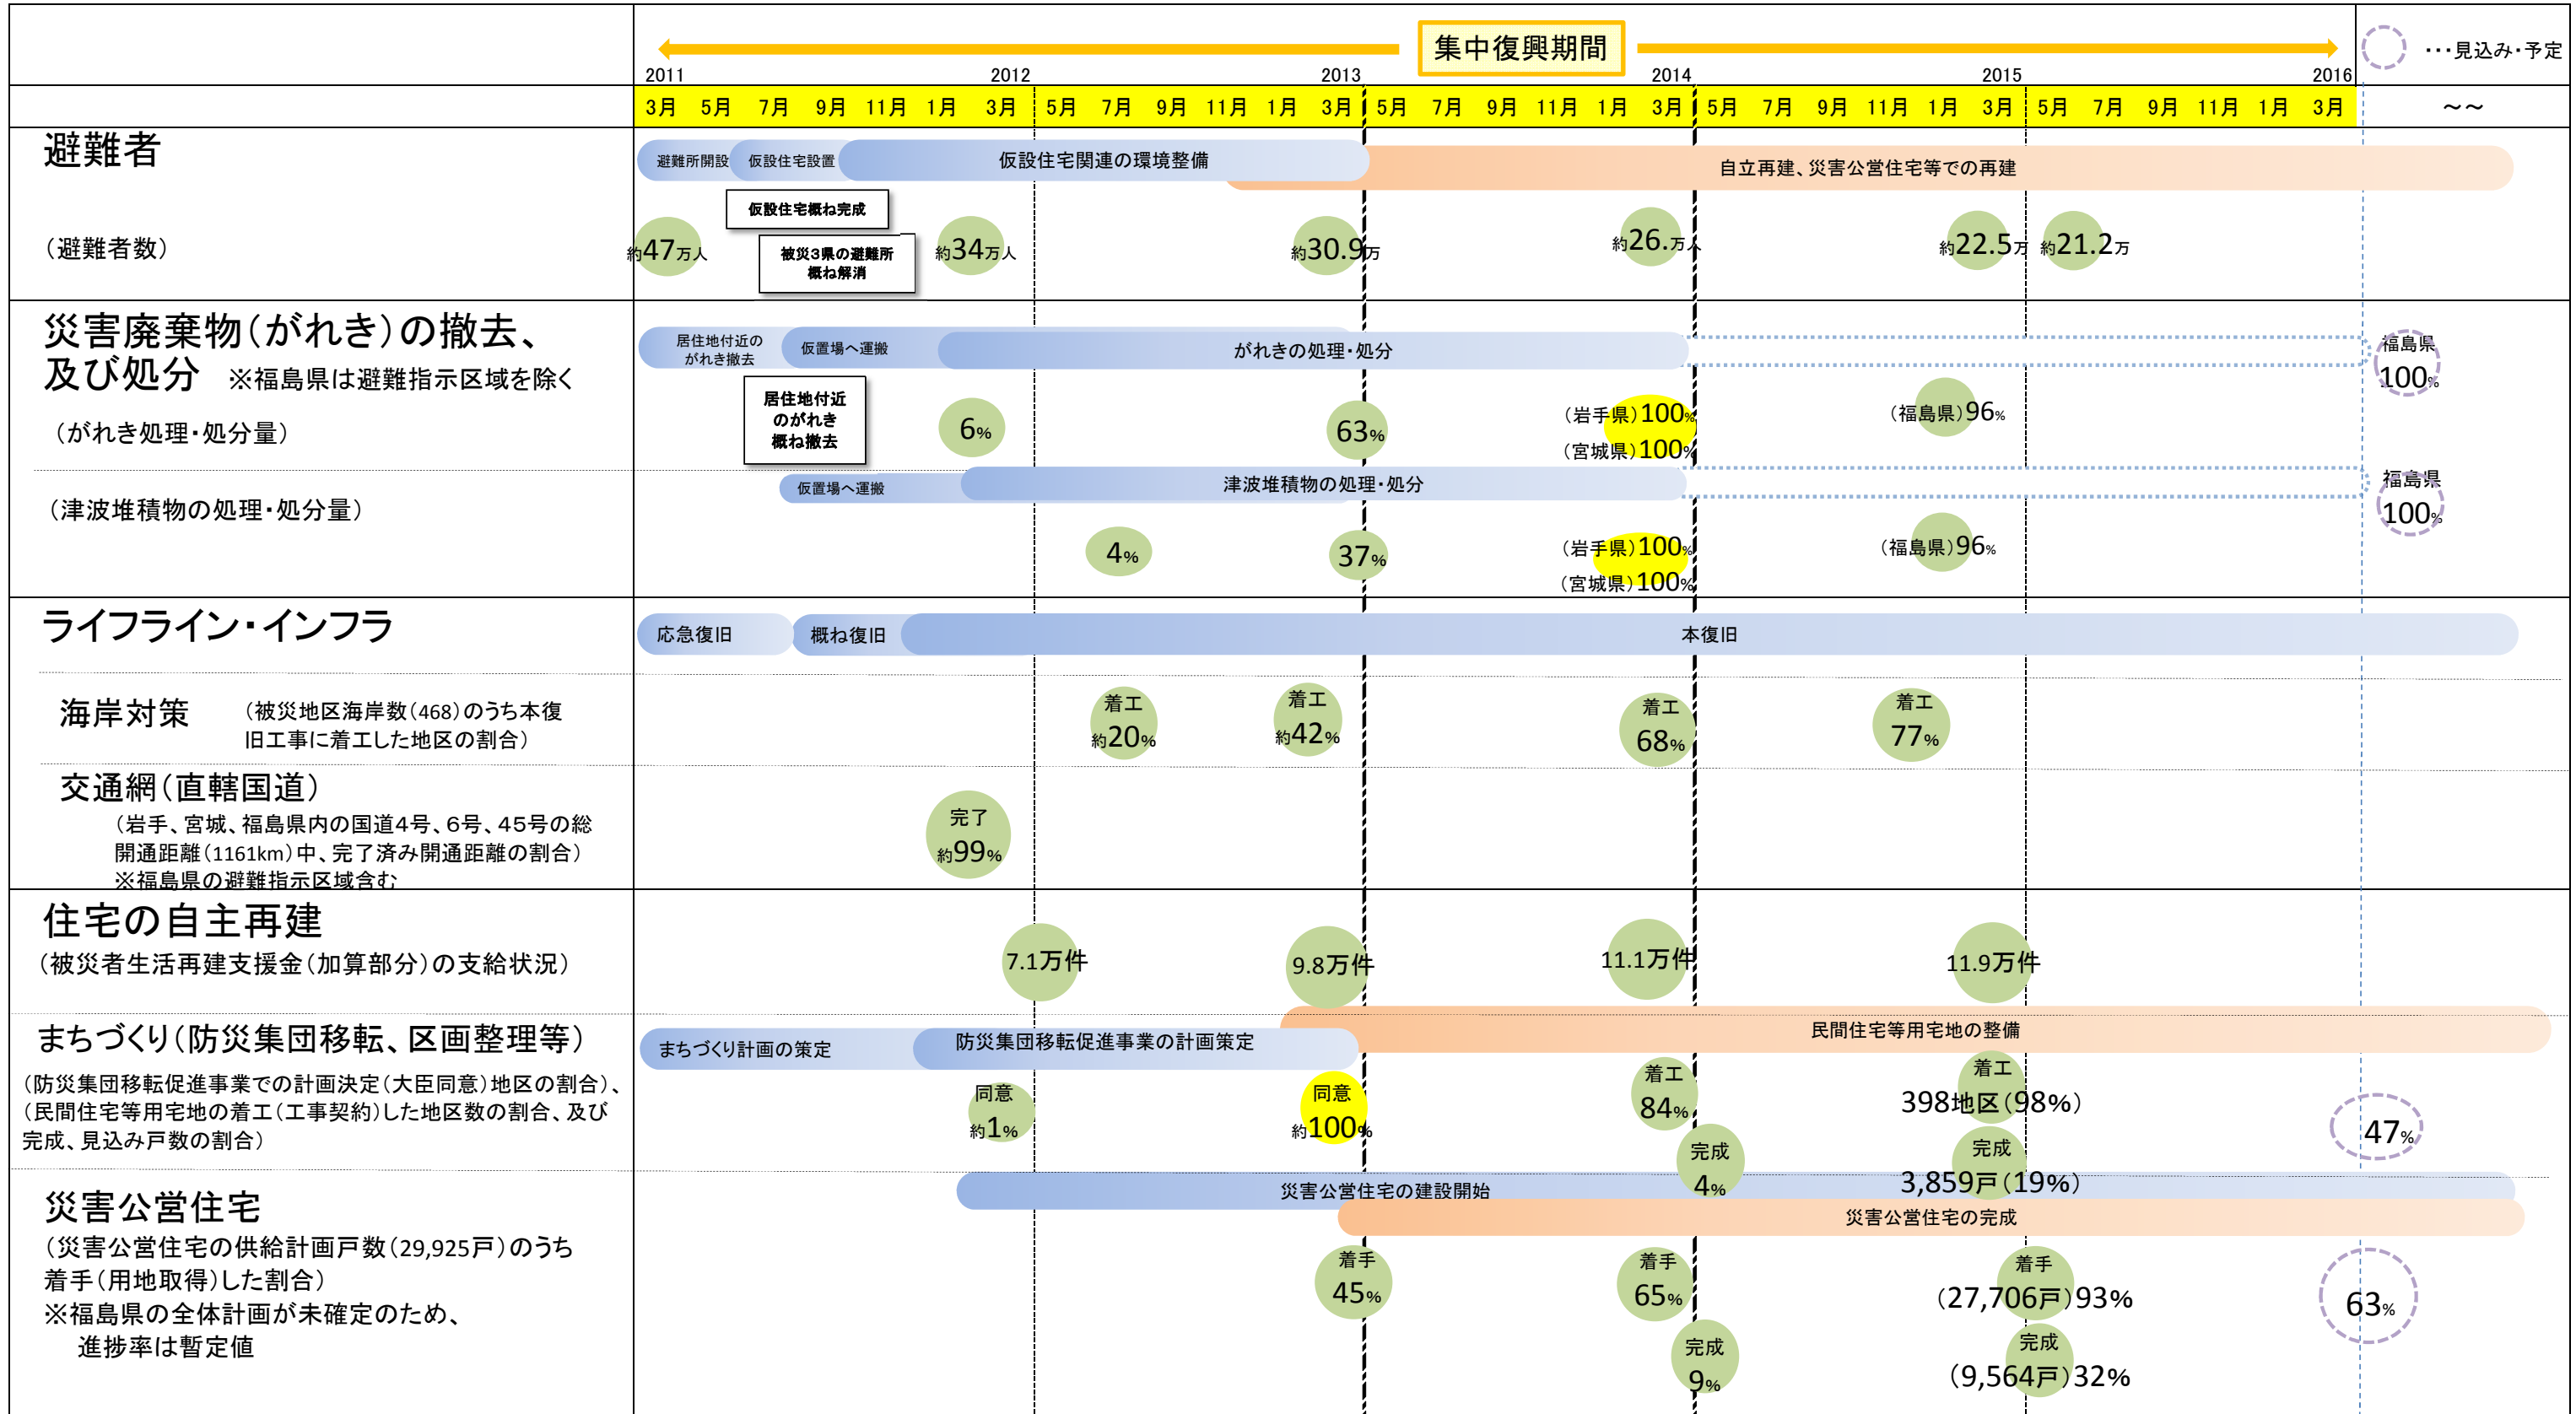 集中復興期間
･･･見込み・予定
2011
2012
2013
2014
2015
2016
3月 5月 7月 9月 11月 1月 3月 5月 7月 9月 11月 1月 3月 5月 7月 9月 11月 1月 3月 5月 7月 9月 11月 1月 3月 5月 7月 9月 11月 1月 3月
～～
避難者
避難所開設
仮設住宅設置
仮設住宅関連の環境整備
自立再建、災害公営住宅等での再建
仮設住宅概ね完成
被災3県の避難所
概ね解消
（避難者数）
約47万人
約34万人
約30.9万
約26.万人
約22.5万
約21.2万
災害廃棄物（がれき）の撤去、
及び処分 ※福島県は避難指示区域を除く
居住地付近の
がれき撤去
仮置場へ運搬
がれきの処理・処分
福島県
100%
居住地付近
のがれき
概ね撤去
（がれき処理・処分量）
6%
63%
（岩手県）100%
（宮城県）100%
（福島県）96%
仮置場へ運搬
津波堆積物の処理・処分
福島県
100%
（津波堆積物の処理・処分量）
4%
37%
（岩手県）100%
（宮城県）100%
（福島県）96%
ライフライン・インフラ
応急復旧
概ね復旧
本復旧
海岸対策
（被災地区海岸数（468）のうち本復
旧工事に着工した地区の割合）
着工
約20%
着工
約42%
着工
68%
着工
77%
交通網（直轄国道）
（岩手、宮城、福島県内の国道4号、6号、45号の総
開通距離（1161km）中、完了済み開通距離の割合）
※福島県の避難指示区域含む
完了
約99%
住宅の自主再建
（被災者生活再建支援金（加算部分）の支給状況）
7.1万件
9.8万件
11.1万件
11.9万件
まちづくり（防災集団移転、区画整理等）
まちづくり計画の策定
防災集団移転促進事業の計画策定
民間住宅等用宅地の整備
（防災集団移転促進事業での計画決定（大臣同意）地区の割合）、
（民間住宅等用宅地の着工（工事契約）した地区数の割合、及び
完成、見込み戸数の割合）
同意
約1%
同意
約100%
着工
84%
完成
4%
着工
398地区（98%）
完成
3,859戸（19%）
47%
災害公営住宅
災害公営住宅の建設開始
災害公営住宅の完成
（災害公営住宅の供給計画戸数（29,925戸）のうち
着手（用地取得）した割合）
※福島県の全体計画が未確定のため、
進捗率は暫定値
着手
45%
着手
65%
完成
9%
着手
（27,706戸）93%
完成
（9,564戸）32%
63%